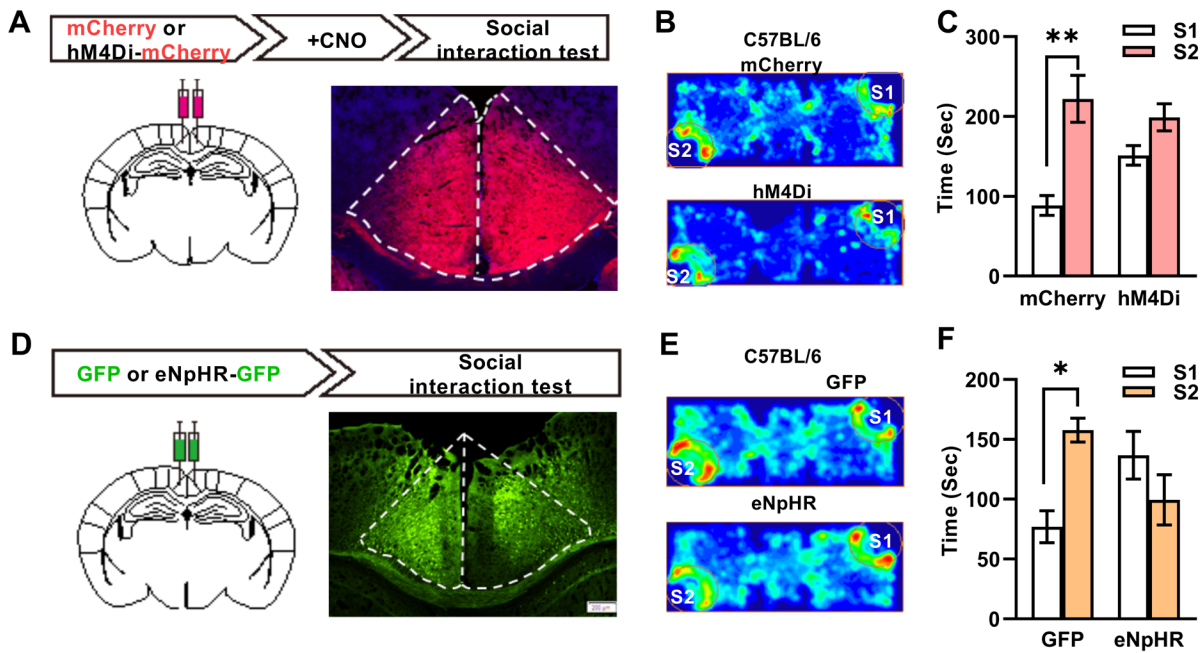 A
mCherry or
hM4Di-mCherry
+CNO
Social
interaction test
B
C57BL/6
mCherry
S1
S2
hM4Di
S1
S2
C
S1
S2
**
Time (Sec)
300
200
100
0
mCherry hM4Di
D
GFP or eNpHR-GFP
Social
interaction test
200 μm
E
C57BL/6
GFP
S1
S2
eNpHR
S1
S2
F
S1
S2
*
Time (Sec)
200
150
100
50
0
GFP eNpHR